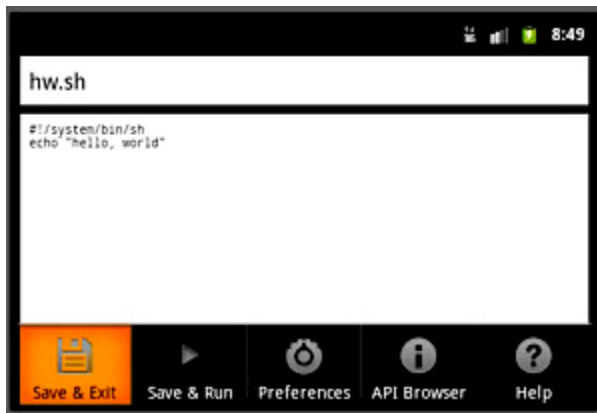 8:49
hw.sh
#!/system/bin/sh
echo "hello, world"
Save & Exit Save & Run Preferences API Browser Help